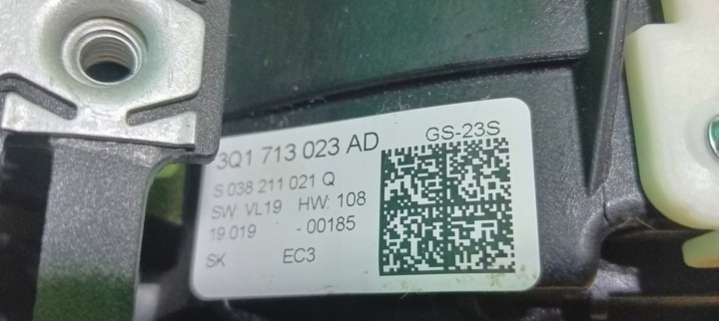 3Q1 713 023 AD
GS-23S
S 038 211 021 Q
SW: VL19 HW: 108
19 019 - 00185
SK EC3